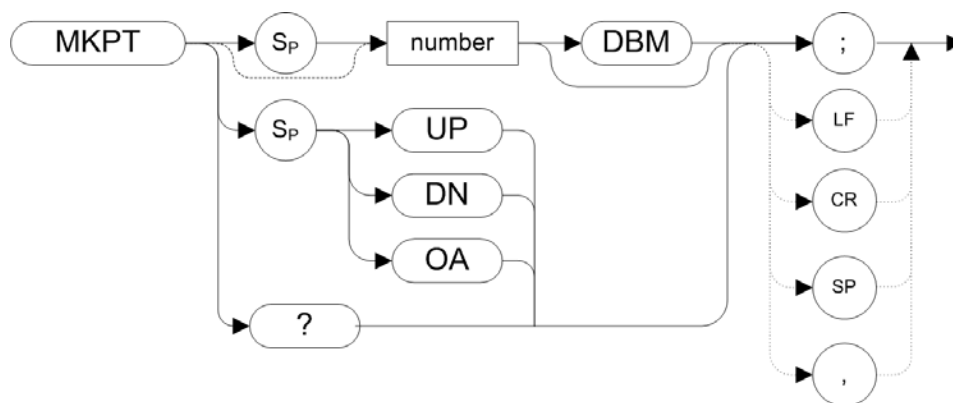 MKPT SP number DBM ;
SP UP LF
DN CR
OA SP
? ,